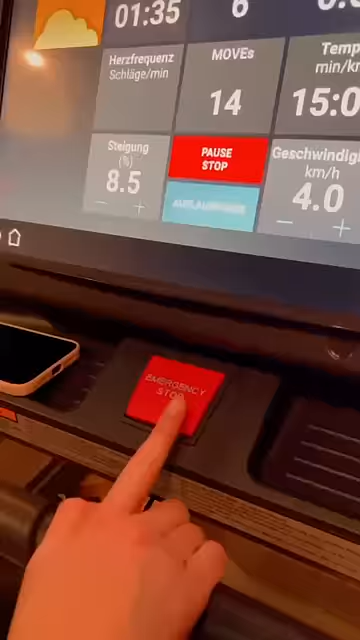 01:35
6
Herzfrequenz
Schläge/min
MOVEs
14
Temp
min/km
15:0
Steigung
(%)
8.5
− +
PAUSE
STOP
Geschwindig
km/h
4.0
− +
EMERGENCY
STOP